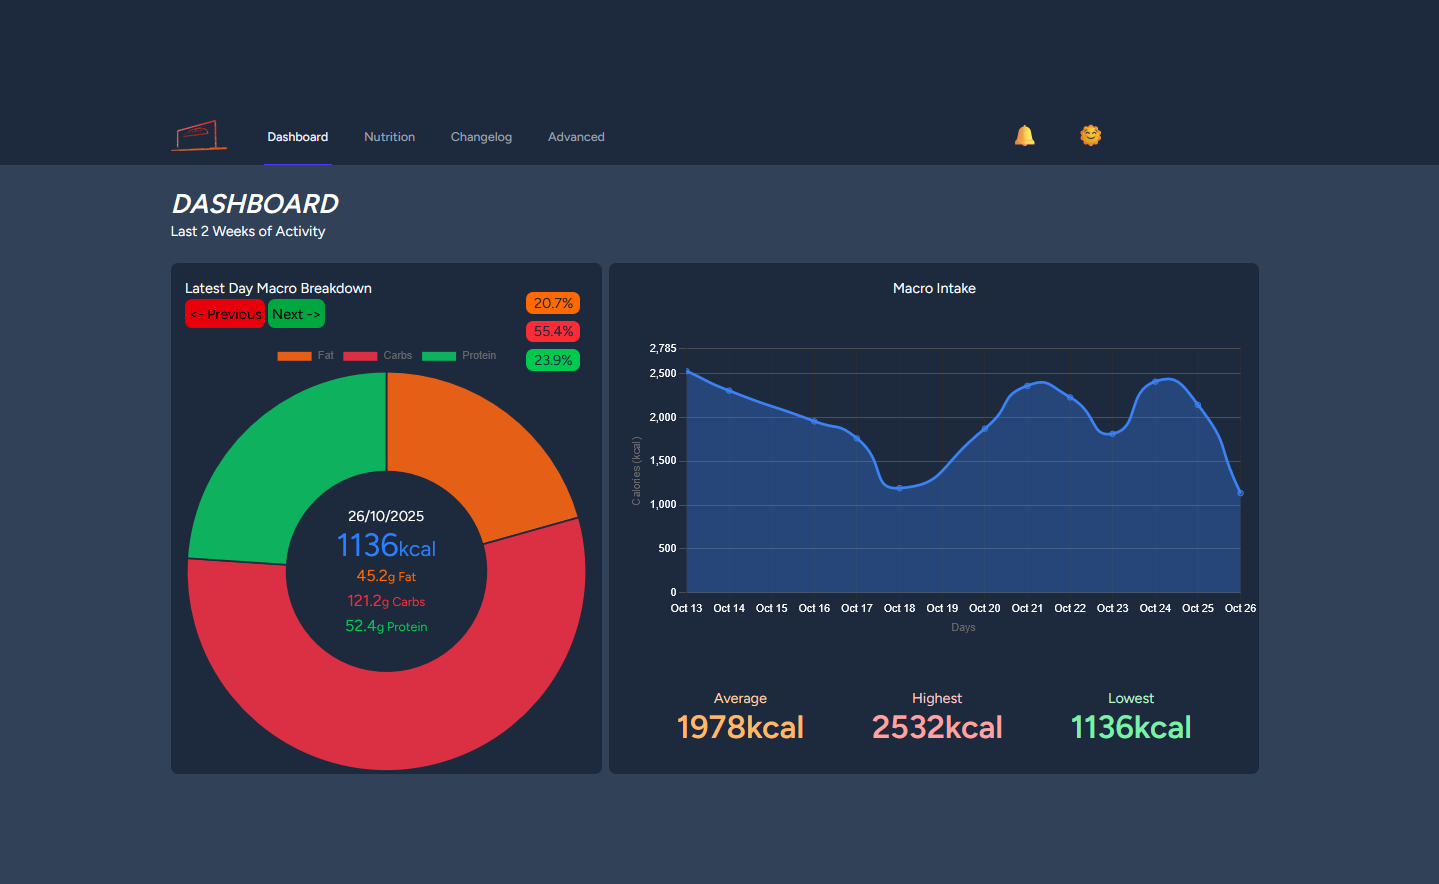 Dashboard Nutrition Changelog Advanced
DASHBOARD
Last 2 Weeks of Activity
Latest Day Macro Breakdown
<- Previous Next ->
20.7%
55.4%
23.9%
Fat Carbs Protein
26/10/2025
1136kcal
45.2g Fat
121.2g Carbs
52.4g Protein
Macro Intake
2,785
2,500
2,000
1,500
1,000
500
0
Calories (kcal)
Oct 13 Oct 14 Oct 15 Oct 16 Oct 17 Oct 18 Oct 19 Oct 20 Oct 21 Oct 22 Oct 23 Oct 24 Oct 25 Oct 26
Days
Average Highest Lowest
1978kcal 2532kcal 1136kcal